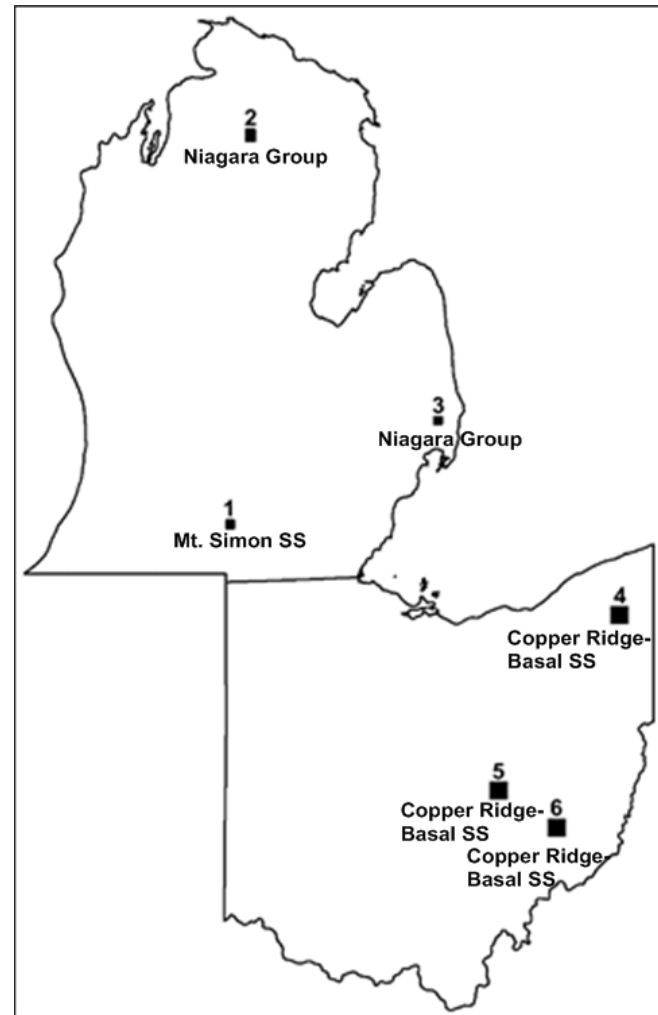 2
Niagara Group
3
Niagara Group
1
Mt. Simon SS
4
Copper Ridge-
Basal SS
5
Copper Ridge-
Basal SS
6
Copper Ridge-
Basal SS